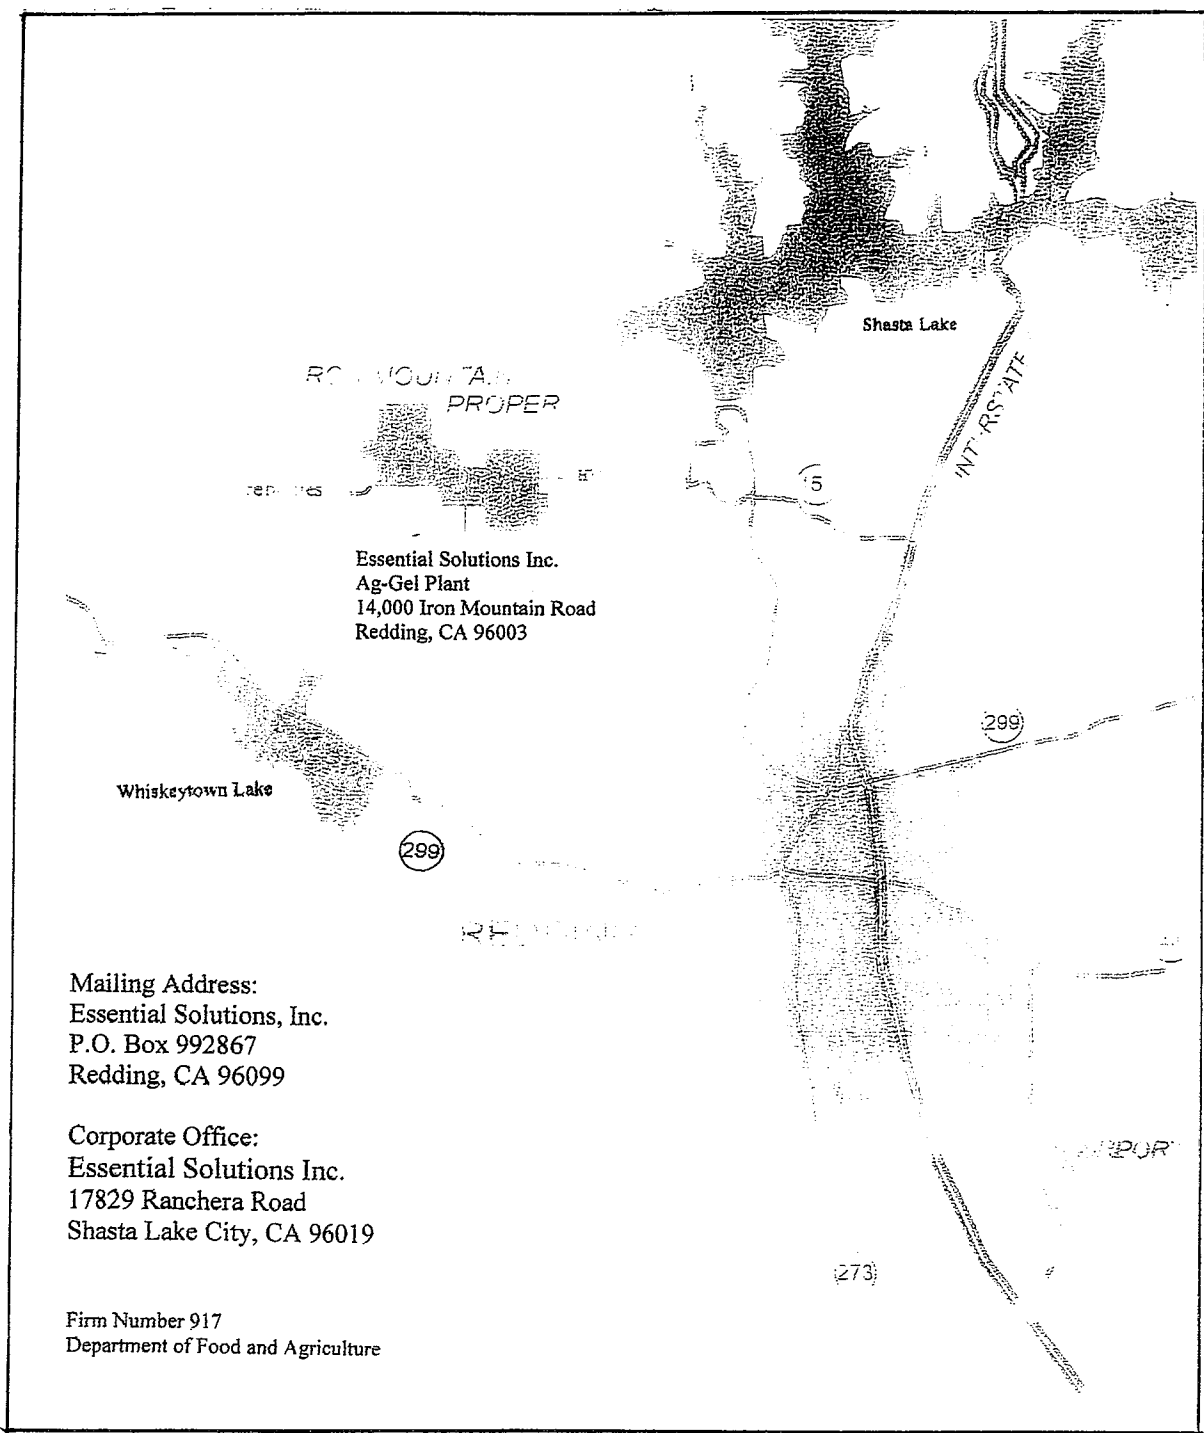 Shasta Lake
PROPER
Essential Solutions Inc.
Ag-Gel Plant
14,000 Iron Mountain Road
Redding, CA 96003
299
Whiskeytown Lake
299
Mailing Address:
Essential Solutions, Inc.
P.O. Box 992867
Redding, CA 96099
Corporate Office:
Essential Solutions Inc.
17829 Ranchera Road
Shasta Lake City, CA 96019
273
Firm Number 917
Department of Food and Agriculture